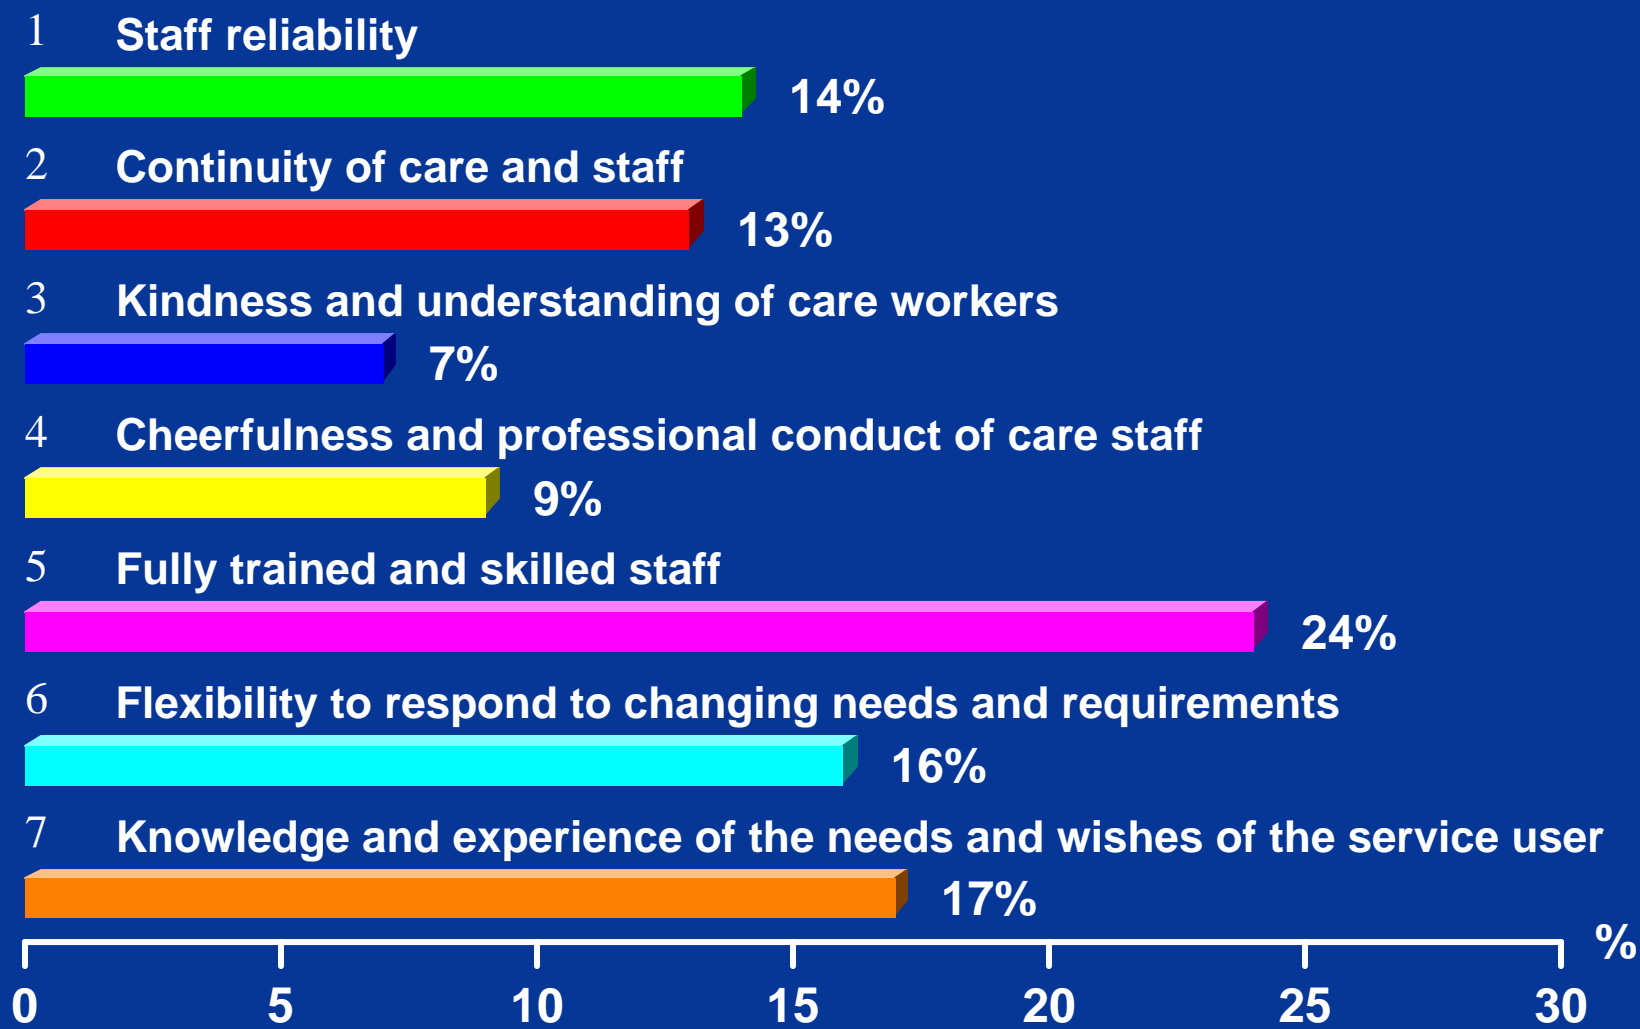 1 Staff reliability
14%
2 Continuity of care and staff
13%
3 Kindness and understanding of care workers
7%
4 Cheerfulness and professional conduct of care staff
9%
5 Fully trained and skilled staff
24%
6 Flexibility to respond to changing needs and requirements
16%
7 Knowledge and experience of the needs and wishes of the service user
17%
%
0 5 10 15 20 25 30